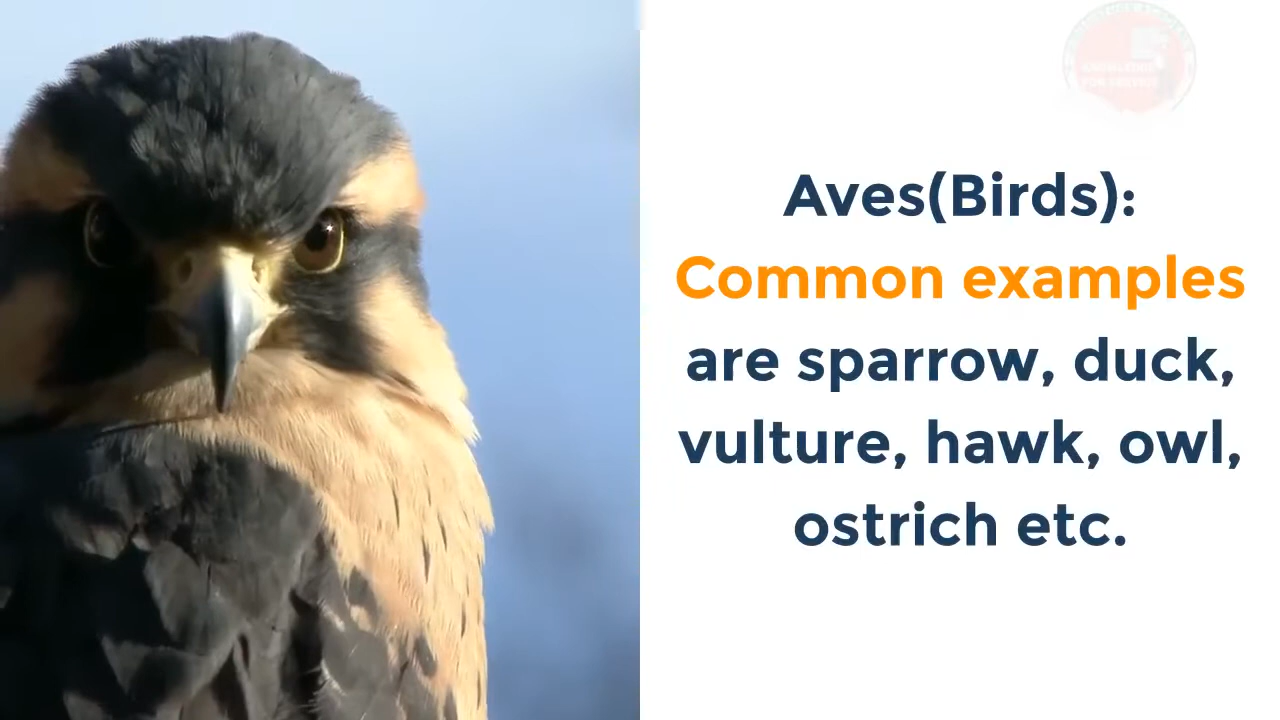 Aves(Birds):
Common examples
are sparrow, duck,
vulture, hawk, owl,
ostrich etc.